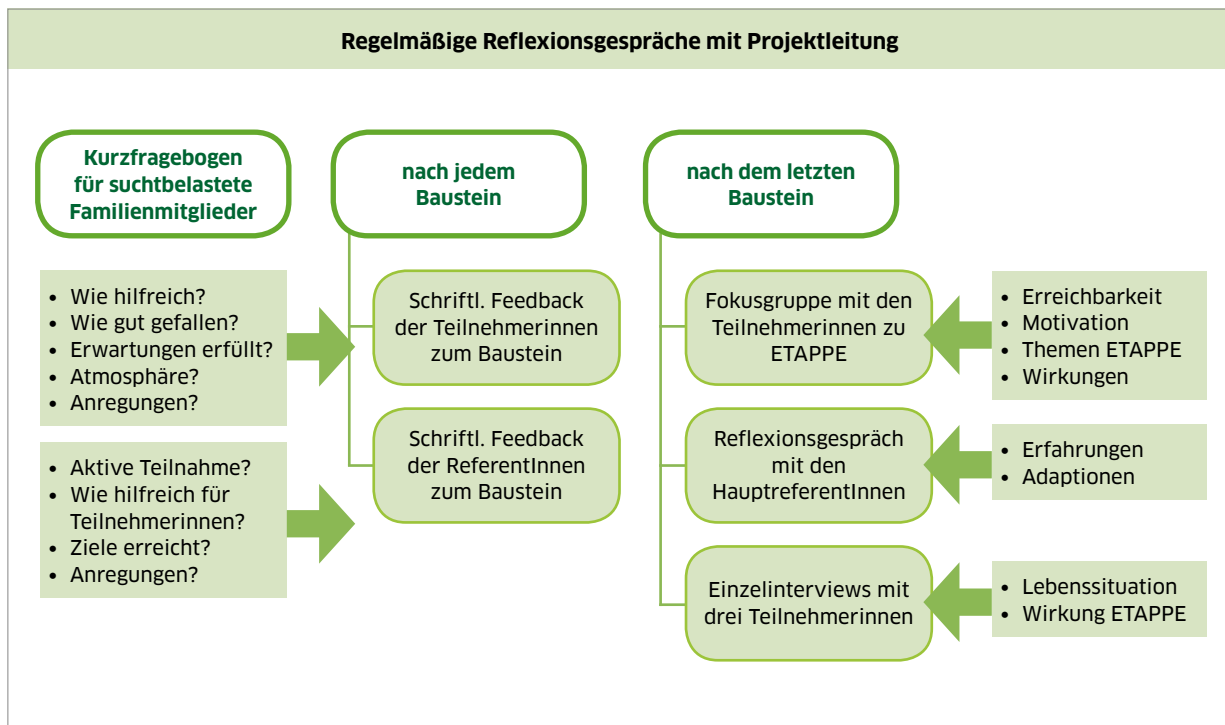 Regelmäßige Reflexionsgespräche mit Projektleitung
Kurzfragebogen
für suchtbelastete
Familienmitglieder
• Wie hilfreich?
• Wie gut gefallen?
• Erwartungen erfüllt?
• Atmosphäre?
• Anregungen?
• Aktive Teilnahme?
• Wie hilfreich für
Teilnehmerinnen?
• Ziele erreicht?
• Anregungen?
nach jedem
Baustein
Schriftl. Feedback
der Teilnehmerinnen
zum Baustein
Schriftl. Feedback
der ReferentInnen
zum Baustein
nach dem letzten
Baustein
Fokusgruppe mit den
Teilnehmerinnen zu
ETAPPE
Reflexionsgespräch
mit den
HauptreferentInnen
Einzelinterviews mit
drei Teilnehmerinnen
• Erreichbarkeit
• Motivation
• Themen ETAPPE
• Wirkungen
• Erfahrungen
• Adaptionen
• Lebenssituation
• Wirkung ETAPPE